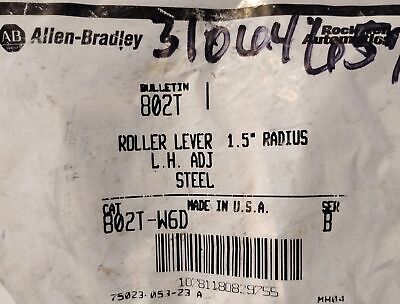 AB Allen-Bradley
Rockwell Automation
BULLETIN
802T
ROLLER LEVER 1.5" RADIUS
L.H. ADJ
STEEL
CAT
MADE IN U.S.A.
SER
802T-W6D
B
75023-053-23 A
MH04